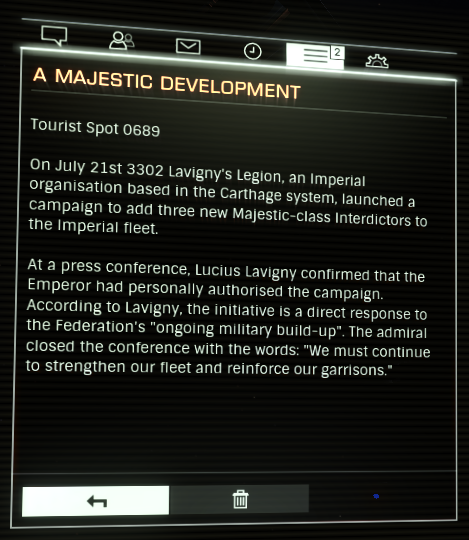 2
A MAJESTIC DEVELOPMENT
Tourist Spot 0689
On July 21st 3302 Lavigny's Legion, an Imperial
organisation based in the Carthage system, launched a
campaign to add three new Majestic-class Interdictors to
the Imperial fleet.
At a press conference, Lucius Lavigny confirmed that the
Emperor had personally authorised the campaign.
According to Lavigny, the initiative is a direct response to
the Federation's "ongoing military build-up". The admiral
closed the conference with the words: "We must continue
to strengthen our fleet and reinforce our garrisons."